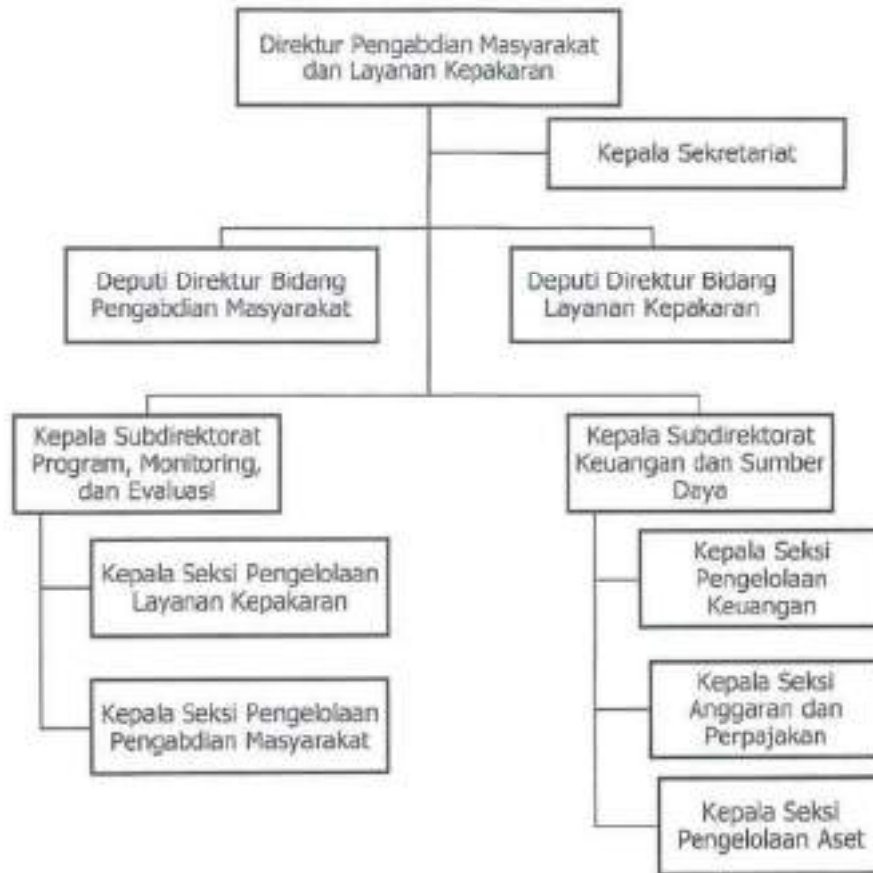 Direktur Pengabdian Masyarakat
dan Layanan Kepakaran
Kepala Sekretariat
Deputi Direktur Bidang
Pengabdian Masyarakat
Deputi Direktur Bidang
Layanan Kepakaran
Kepala Subdirektorat
Program, Monitoring,
dan Evaluasi
Kepala Seksi Pengelolaan
Layanan Kepakaran
Kepala Seksi Pengelolaan
Pengabdian Masyarakat
Kepala Subdirektorat
Keuangan dan Sumber
Daya
Kepala Seksi
Pengelolaan
Keuangan
Kepala Seksi
Anggaran dan
Perpajakan
Kepala Seksi
Pengelolaan Aset